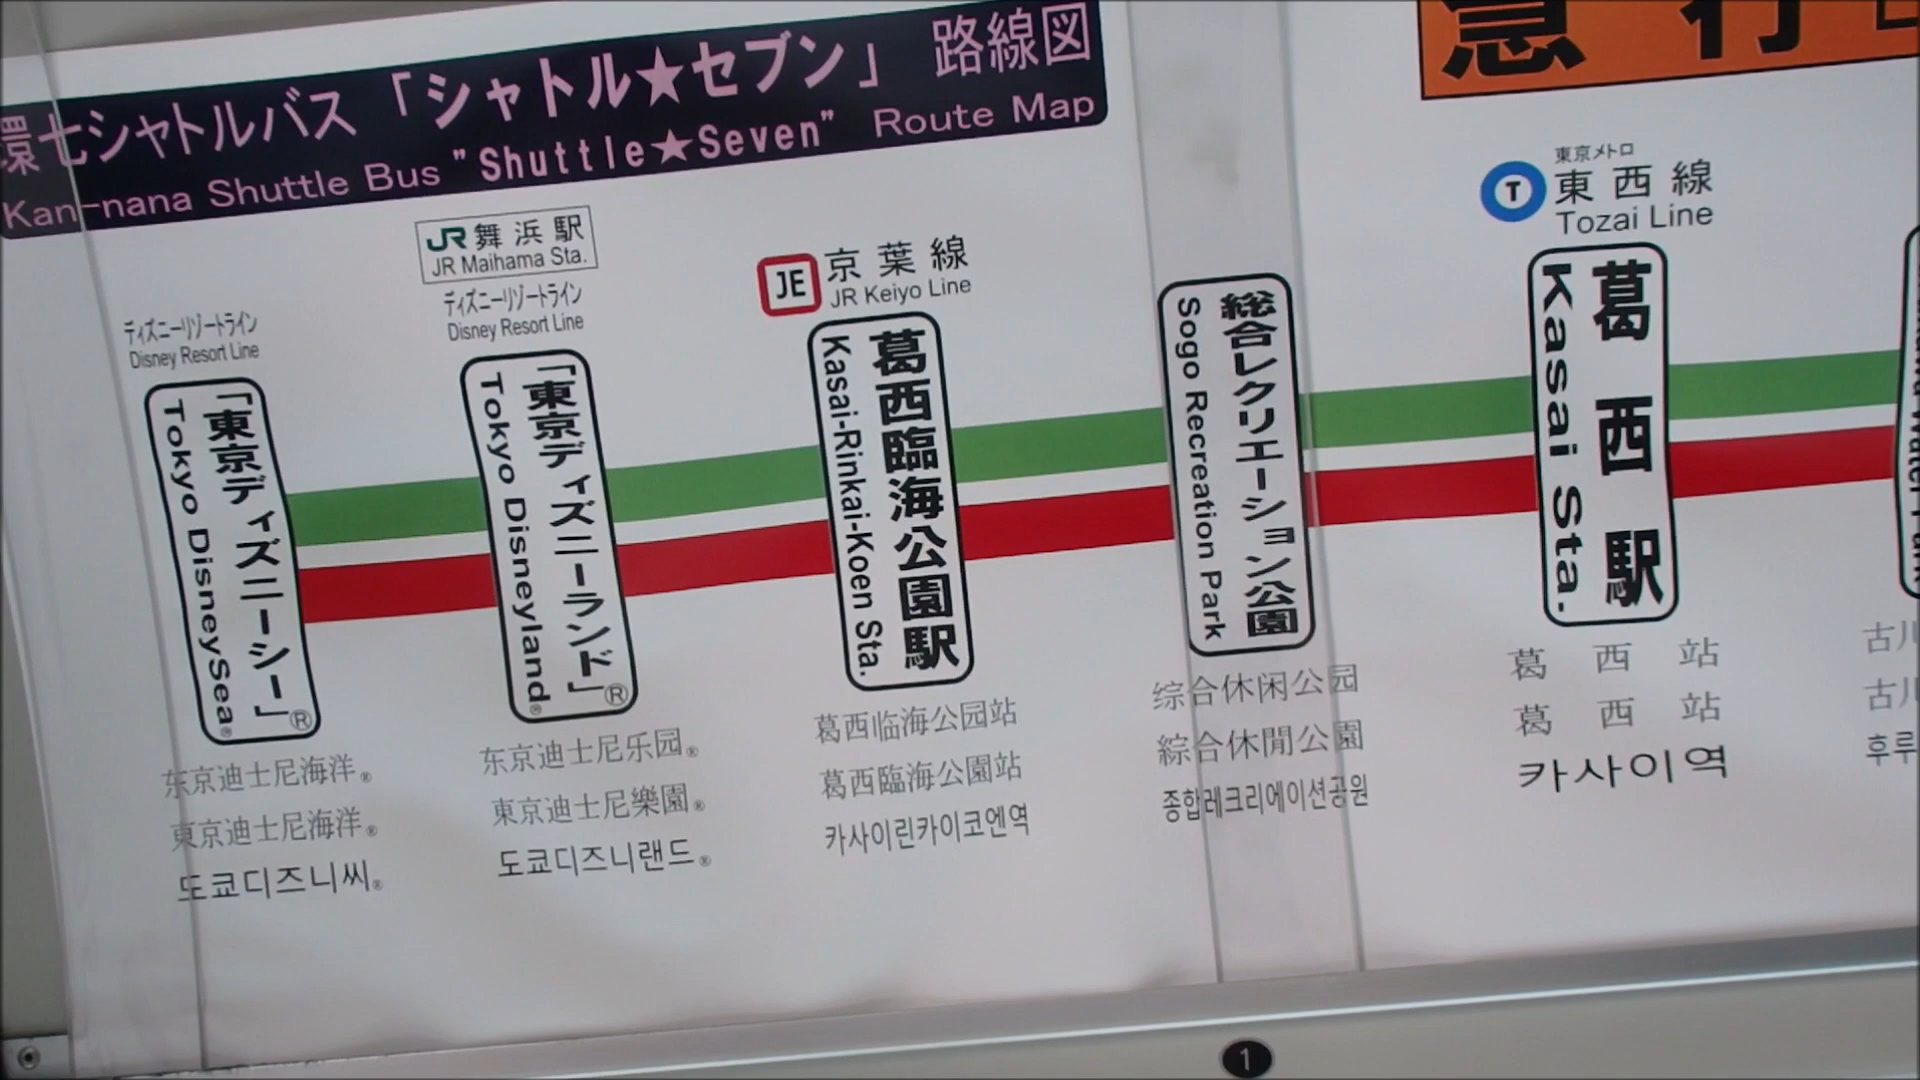 環七シャトルバス「シャトル★セブン」路線図
Kan-nana Shuttle Bus "Shuttle★Seven" Route Map
急行
ディズニーリゾートライン
Disney Resort Line
「東京ディズニーシー」®
Tokyo DisneySea®
东京迪士尼海洋®
東京迪士尼海洋®
도쿄디즈니씨®
JR 舞浜駅
JR Maihama Sta.
ディズニーリゾートライン
Disney Resort Line
「東京ディズニーランド」®
Tokyo Disneyland®
东京迪士尼乐园®
東京迪士尼樂園®
도쿄디즈니랜드®
JE 京葉線
JR Keiyo Line
葛西臨海公園駅
Kasai-Rinkai-Koen Sta.
葛西临海公园站
葛西臨海公園站
카사이린카이코엔역
総合レクリエーション公園
Sogo Recreation Park
综合休闲公园
綜合休閒公園
종합레크리에이션공원
東京メトロ
T 東西線
Tozai Line
葛西駅
Kasai Sta.
葛西站
葛西站
카사이역
古川
古川
후루
1